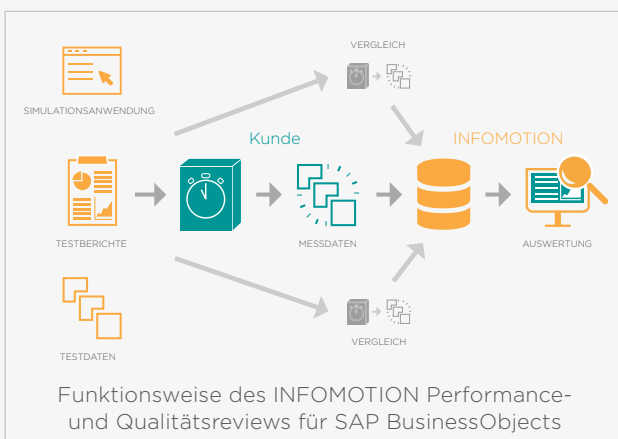 VERGLEICH
SIMULATIONSANWENDUNG
Kunde
INFOMOTION
TESTBERICHTE
MESSDATEN
AUSWERTUNG
VERGLEICH
TESTDATEN
Funktionsweise des INFOMOTION Performance-
und Qualitätsreviews für SAP BusinessObjects